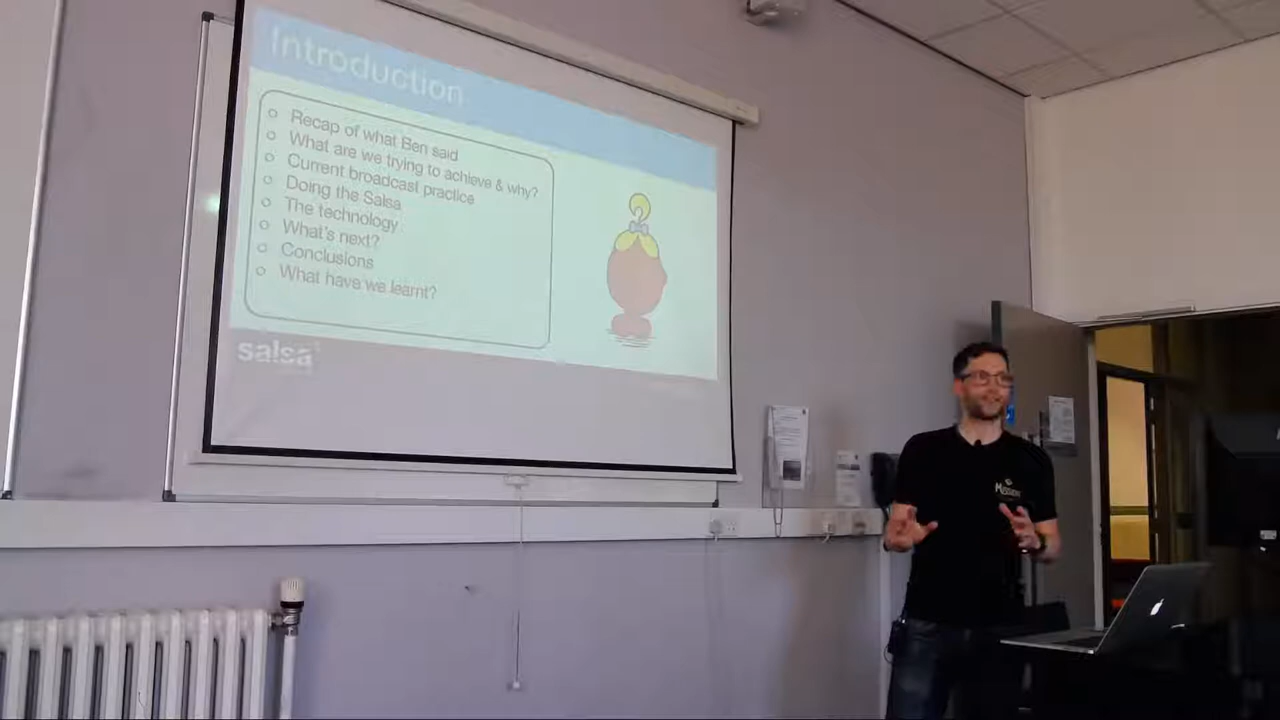 Introduction
Recap of what Ben said
What are we trying to achieve & why?
Current broadcast practice
Doing the Salsa
The technology
What's next?
Conclusions
What have we learnt?
salsa